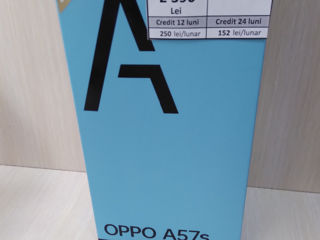 Lei
Credit 12 luni
Credit 24 luni
250 lei/lunar
152 lei/lunar
A
OPPO A57s